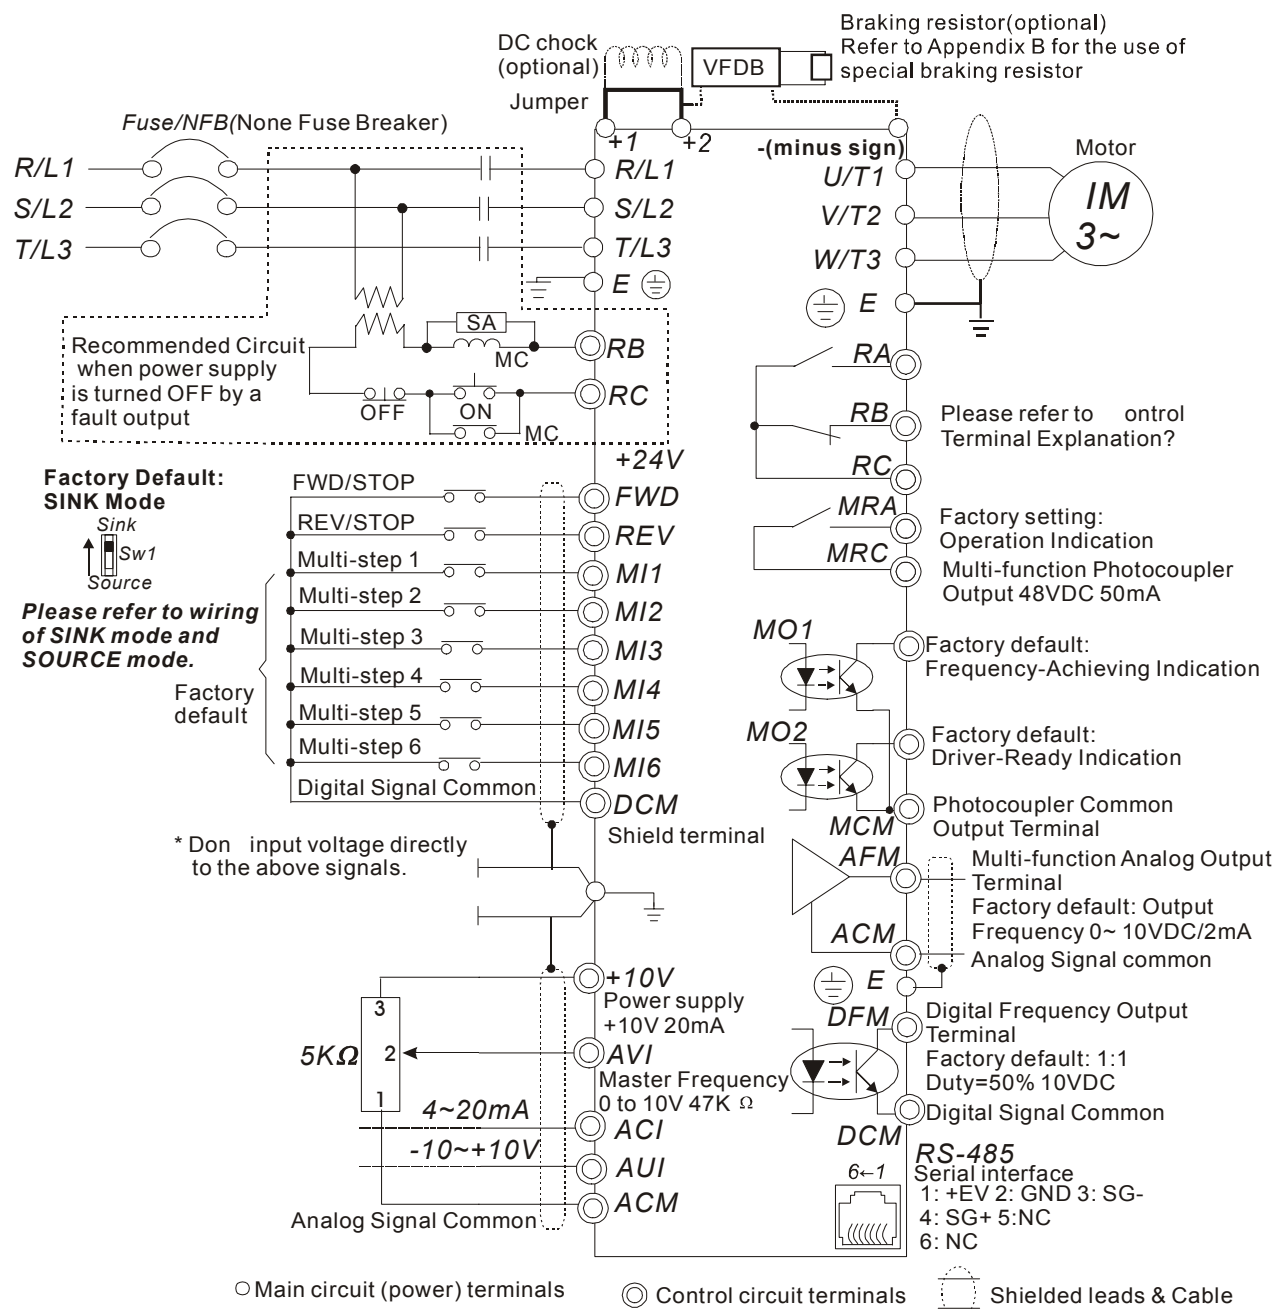 Braking resistor(optional)
Refer to Appendix B for the use of
special braking resistor
DC chock
(optional)
VFDB
Jumper
Fuse/NFB(None Fuse Breaker)
+1
+2
-(minus sign)
Motor
R/L1
R/L1
U/T1
IM
3~
S/L2
S/L2
V/T2
T/L3
T/L3
W/T3
E
E
SA
MC
RB
Recommended Circuit
when power supply
is turned OFF by a
fault output
OFF
ON
MC
RC
RA
RB
RC
Please refer to ontrol
Terminal Explanation?
+24V
Factory Default:
SINK Mode
Sink
Sw1
Source
Please refer to wiring
of SINK mode and
SOURCE mode.
Factory
default
FWD/STOP
FWD
REV/STOP
REV
Multi-step 1
MI1
Multi-step 2
MI2
Multi-step 3
MI3
Multi-step 4
MI4
Multi-step 5
MI5
Multi-step 6
MI6
Digital Signal Common
DCM
Shield terminal
* Don input voltage directly
to the above signals.
MRA
MRC
Factory setting:
Operation Indication
Multi-function Photocoupler
Output 48VDC 50mA
MO1
Factory default:
Frequency-Achieving Indication
MO2
Factory default:
Driver-Ready Indication
MCM
Photocoupler Common
Output Terminal
AFM
Multi-function Analog Output
Terminal
Factory default: Output
Frequency 0~ 10VDC/2mA
ACM
Analog Signal common
E
+10V
Power supply
+10V 20mA
3
5KΩ
2
1
AVI
Master Frequency
0 to 10V 47K Ω
4~20mA
ACI
-10~+10V
AUI
ACM
Analog Signal Common
DFM
Digital Frequency Output
Terminal
Factory default: 1:1
Duty=50% 10VDC
Digital Signal Common
DCM
RS-485
Serial interface
6←1
1: +EV 2: GND 3: SG-
4: SG+ 5:NC
6: NC
Main circuit (power) terminals
Control circuit terminals
Shielded leads & Cable